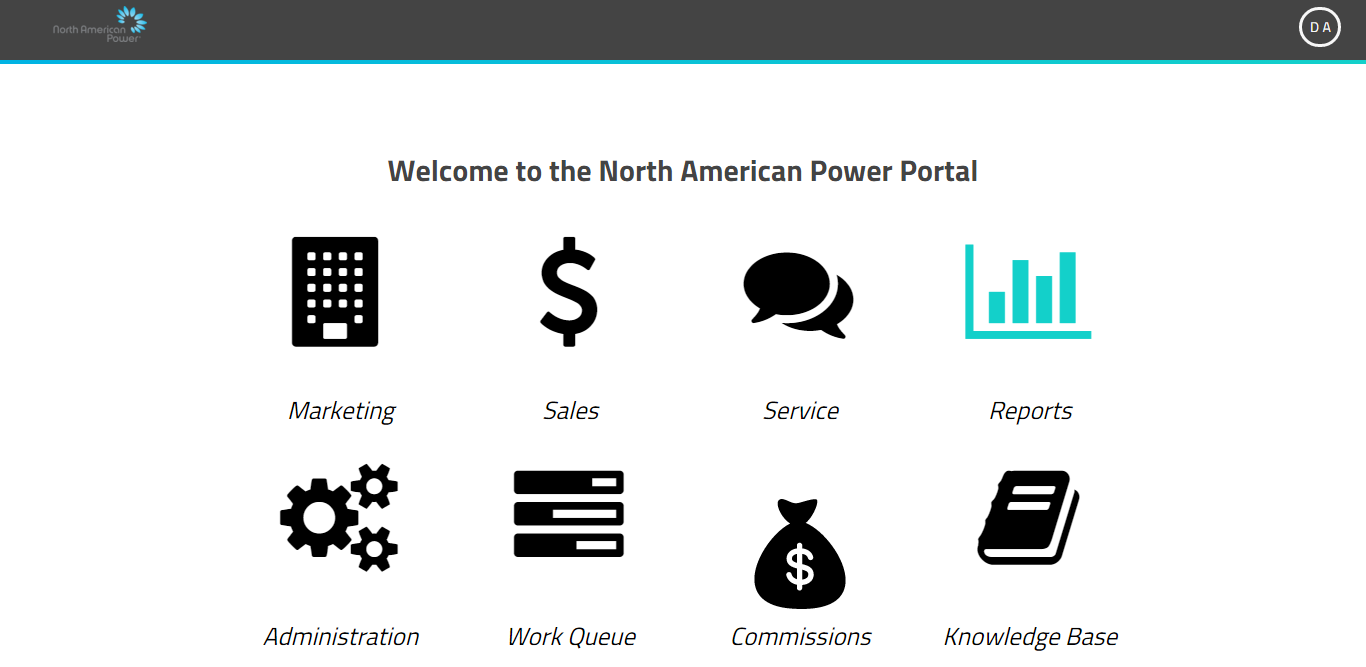 North American
Power
D A
Welcome to the North American Power Portal
Marketing
Sales
Service
Reports
$
Administration
Work Queue
Commissions
Knowledge Base